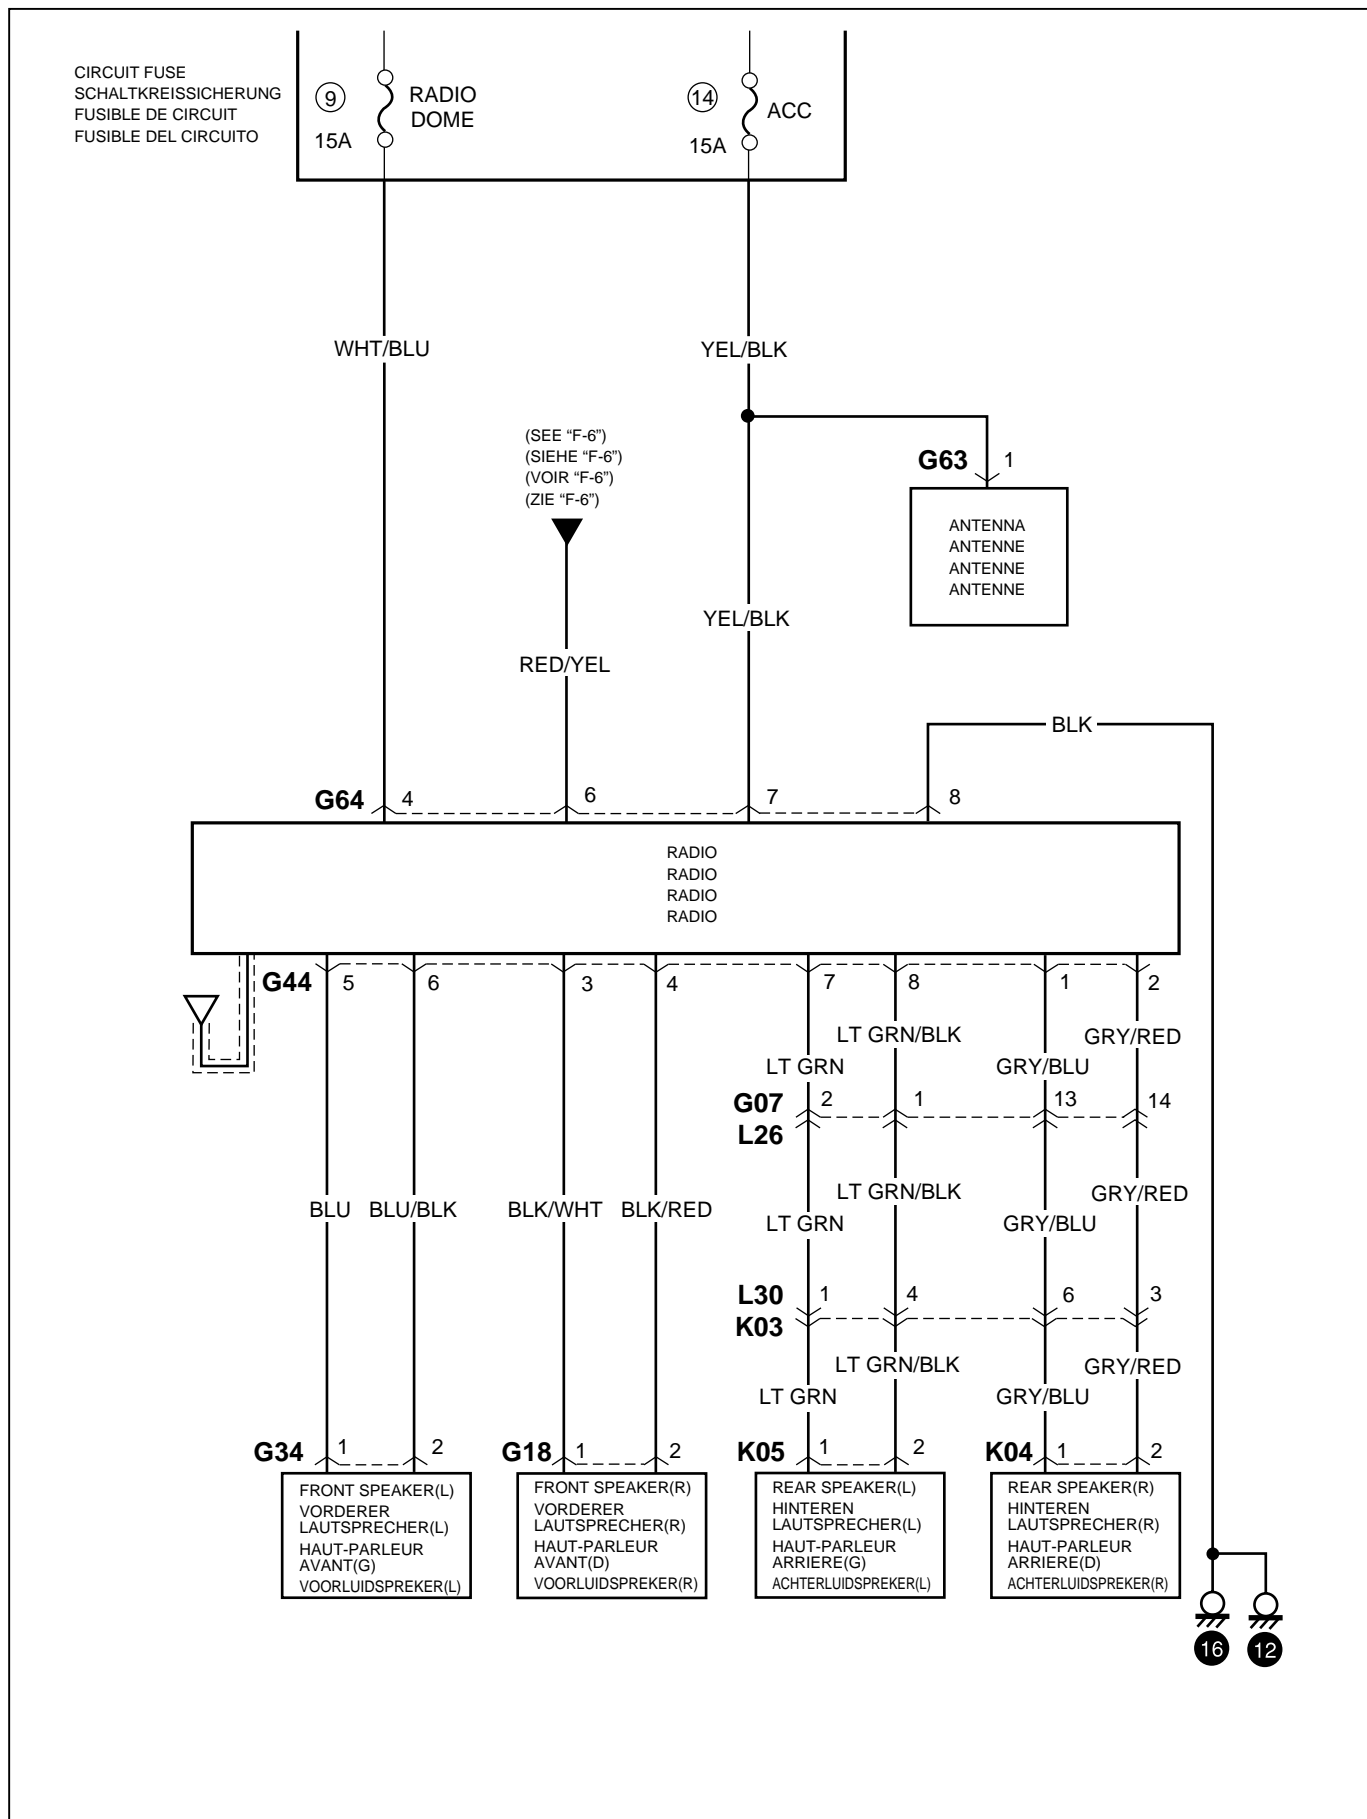 CIRCUIT FUSE
SCHALTKREISSICHERUNG
FUSIBLE DE CIRCUIT
FUSIBLE DEL CIRCUITO
9
15A
RADIO
DOME
14
15A
ACC
WHT/BLU
YEL/BLK
(SEE “F-6”)
(SIEHE “F-6”)
(VOIR “F-6”)
(ZIE “F-6”)
G63 1
ANTENNA
ANTENNE
ANTENNE
ANTENNE
YEL/BLK
RED/YEL
BLK
G64 4 6 7 8
RADIO
RADIO
RADIO
RADIO
G44 5 6 3 4 7 8 1 2
LT GRN/BLK GRY/RED
LT GRN GRY/BLU
G07 2 1 13 14
L26
LT GRN/BLK GRY/RED
BLU BLU/BLK BLK/WHT BLK/RED
LT GRN GRY/BLU
L30 1 4 6 3
K03
LT GRN/BLK GRY/RED
LT GRN GRY/BLU
G34 1 2 G18 1 2 K05 1 2 K04 1 2
FRONT SPEAKER(L)
VORDERER
LAUTSPRECHER(L)
HAUT-PARLEUR
AVANT(G)
VOORLUIDSPREKER(L)
FRONT SPEAKER(R)
VORDERER
LAUTSPRECHER(R)
HAUT-PARLEUR
AVANT(D)
VOORLUIDSPREKER(R)
REAR SPEAKER(L)
HINTEREN
LAUTSPRECHER(L)
HAUT-PARLEUR
ARRIERE(G)
ACHTERLUIDSPREKER(L)
REAR SPEAKER(R)
HINTEREN
LAUTSPRECHER(R)
HAUT-PARLEUR
ARRIERE(D)
ACHTERLUIDSPREKER(R)
16 12